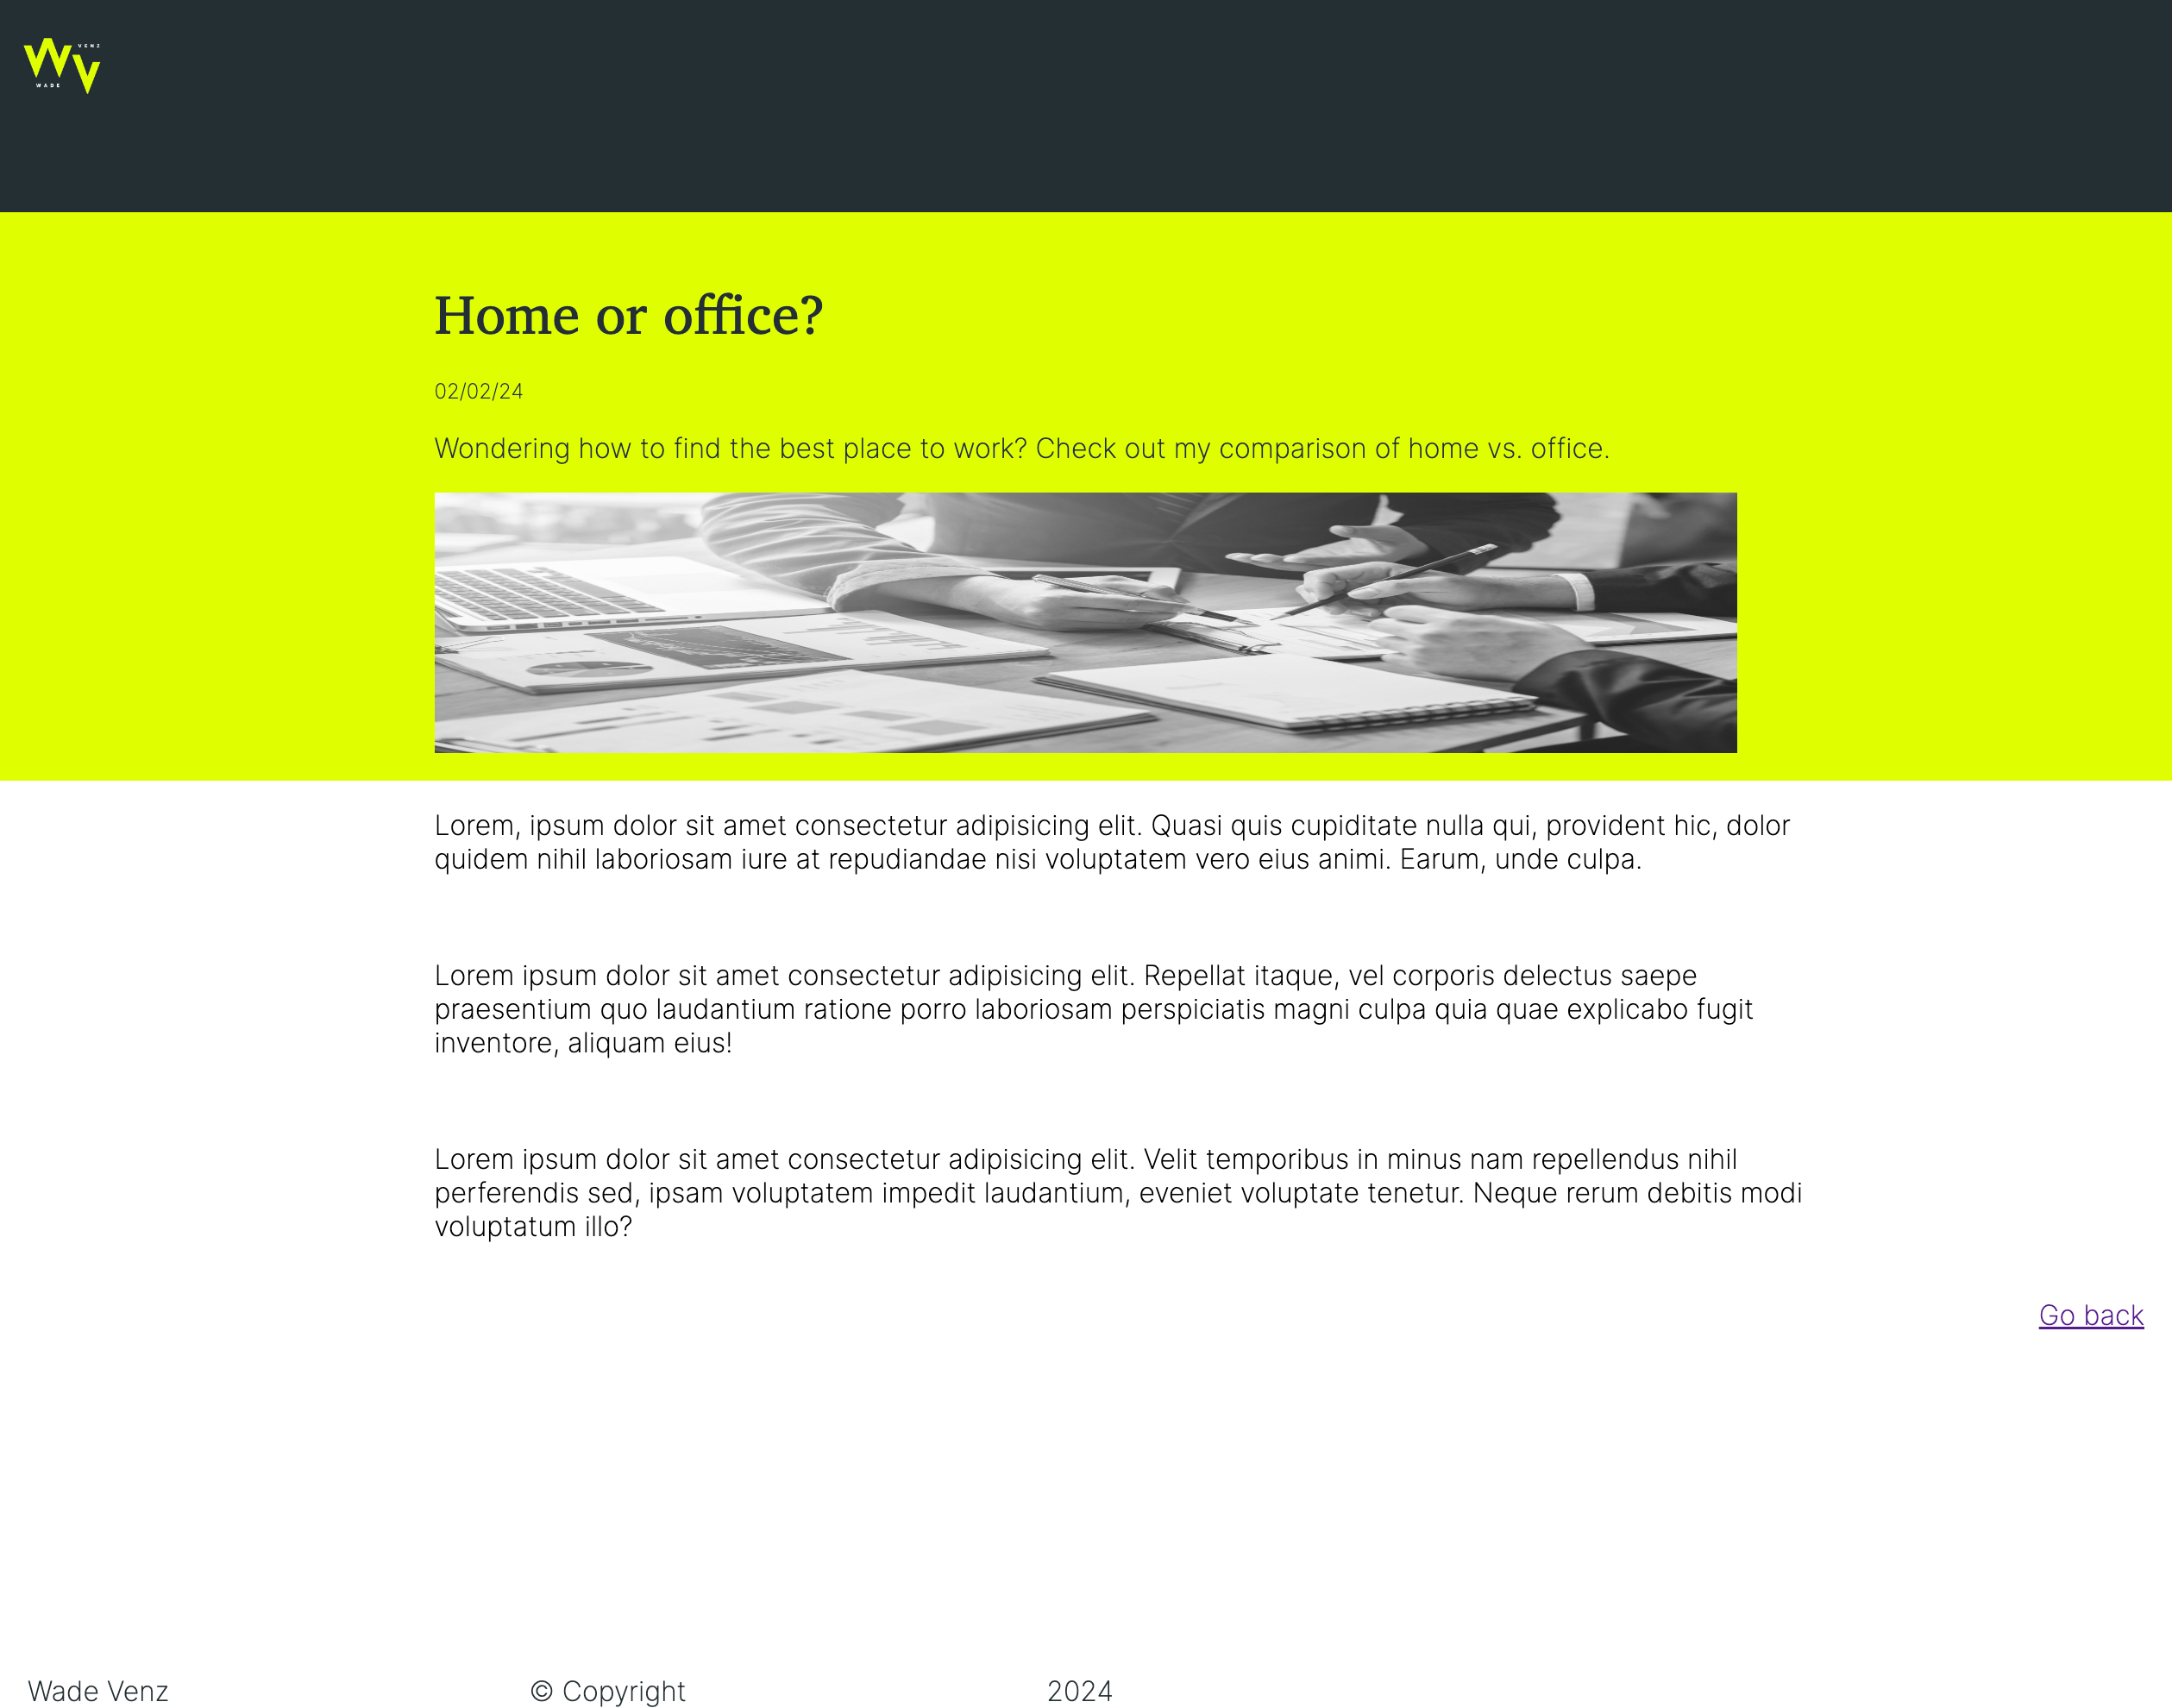 VENZ
WADE
Home or office?
02/02/24
Wondering how to find the best place to work? Check out my comparison of home vs. office.
Lorem, ipsum dolor sit amet consectetur adipisicing elit. Quasi quis cupiditate nulla qui, provident hic, dolor
quidem nihil laboriosam iure at repudiandae nisi voluptatem vero eius animi. Earum, unde culpa.
Lorem ipsum dolor sit amet consectetur adipisicing elit. Repellat itaque, vel corporis delectus saepe
praesentium quo laudantium ratione porro laboriosam perspiciatis magni culpa quia quae explicabo fugit
inventore, aliquam eius!
Lorem ipsum dolor sit amet consectetur adipisicing elit. Velit temporibus in minus nam repellendus nihil
perferendis sed, ipsam voluptatem impedit laudantium, eveniet voluptate tenetur. Neque rerum debitis modi
voluptatum illo?
Go back
Wade Venz © Copyright 2024